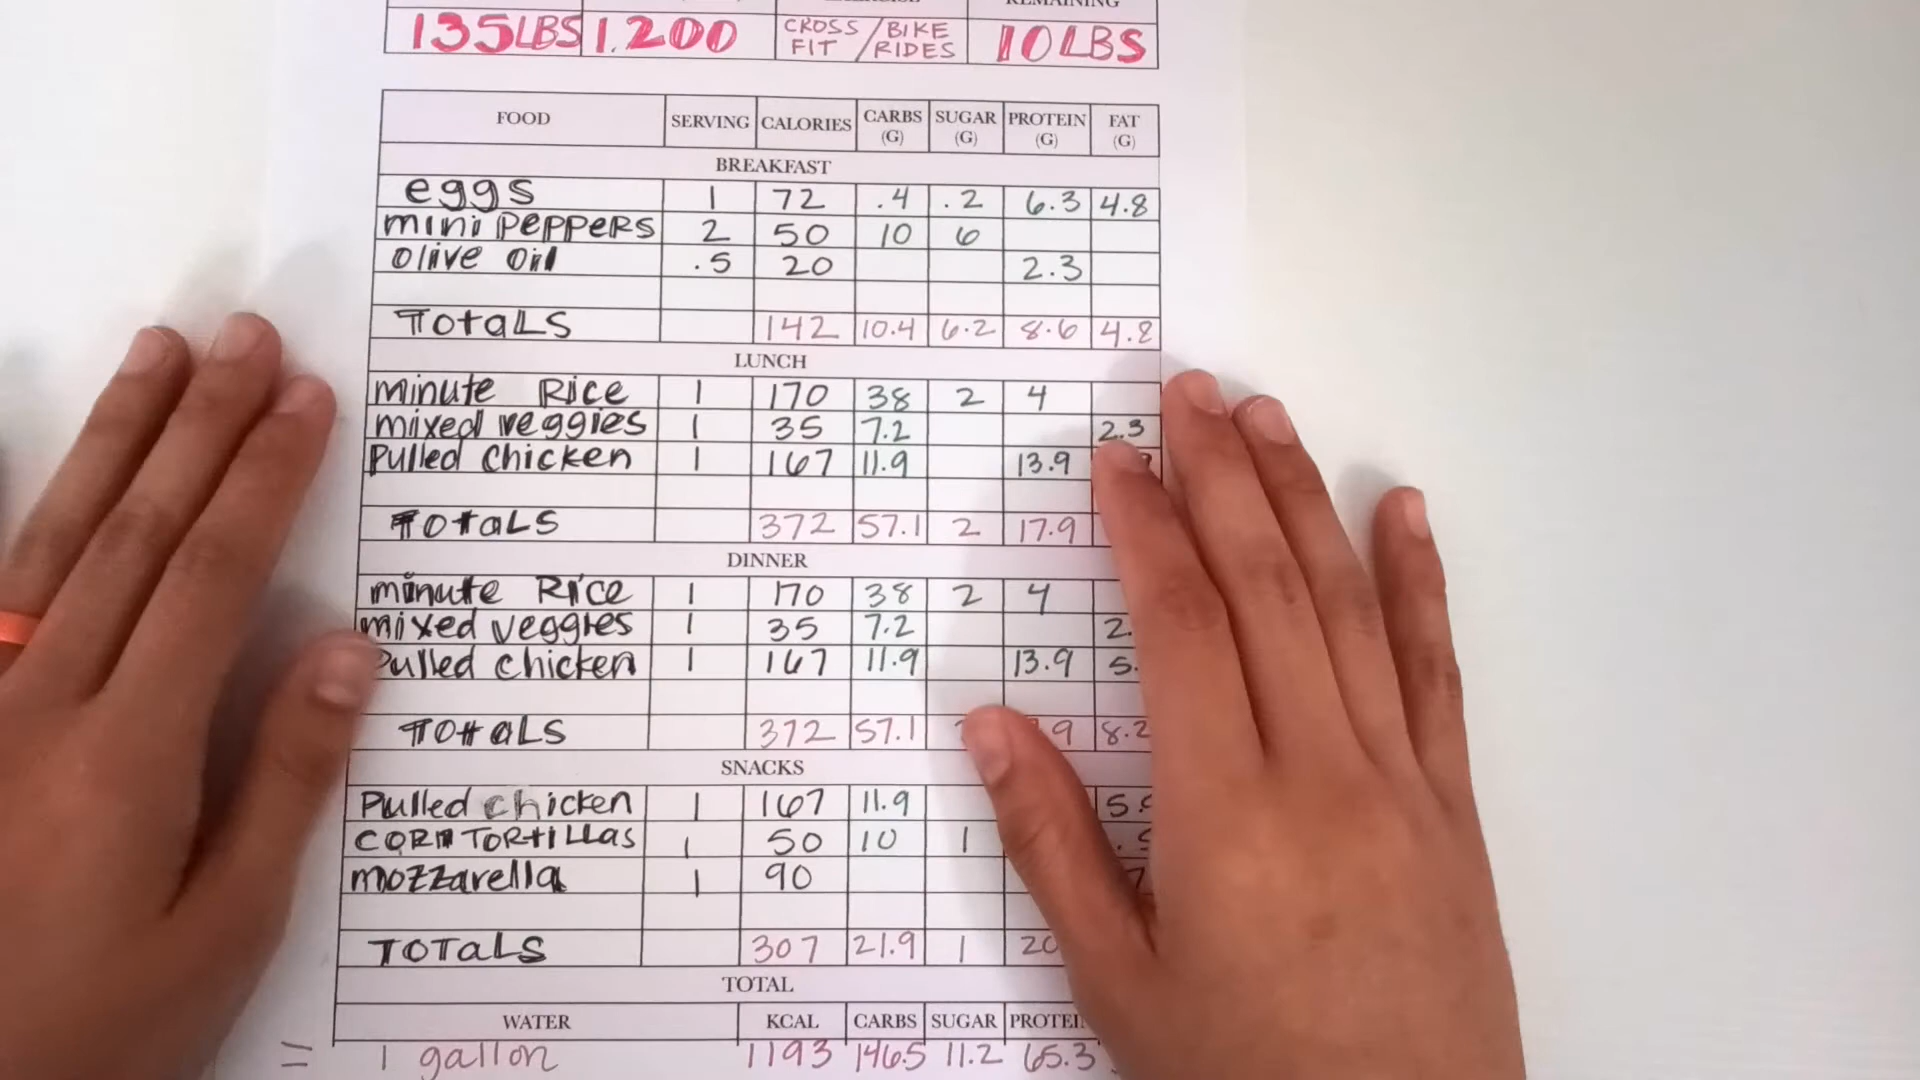 135LBS 1,200 CROSS FIT / BIKE RIDES 10LBS
FOOD SERVING CALORIES CARBS (G) SUGAR (G) PROTEIN (G) FAT (G)
BREAKFAST
eggs 1 72 .4 .2 6.3 4.8
mini peppers 2 50 10 6
olive oil .5 20 2.3
TOTALS 142 10.4 6.2 8.6 4.8
LUNCH
minute Rice 1 170 38 2 4
mixed veggies 1 35 7.2 2.3
Pulled chicken 1 167 11.9 13.9
TOTALS 372 57.1 2 17.9
DINNER
minute Rice 1 170 38 2 4
mixed veggies 1 35 7.2 2.
Pulled chicken 1 167 11.9 13.9 5.
TOTALS 372 57.1 9 8.2
SNACKS
Pulled chicken 1 167 11.9 5.
CORN TORTILLAS 1 50 10 1
mozzarella 1 90
TOTALS 307 21.9 1 20
TOTAL
WATER KCAL CARBS SUGAR PROTEIN
= 1 gallon 1193 146.5 11.2 65.3